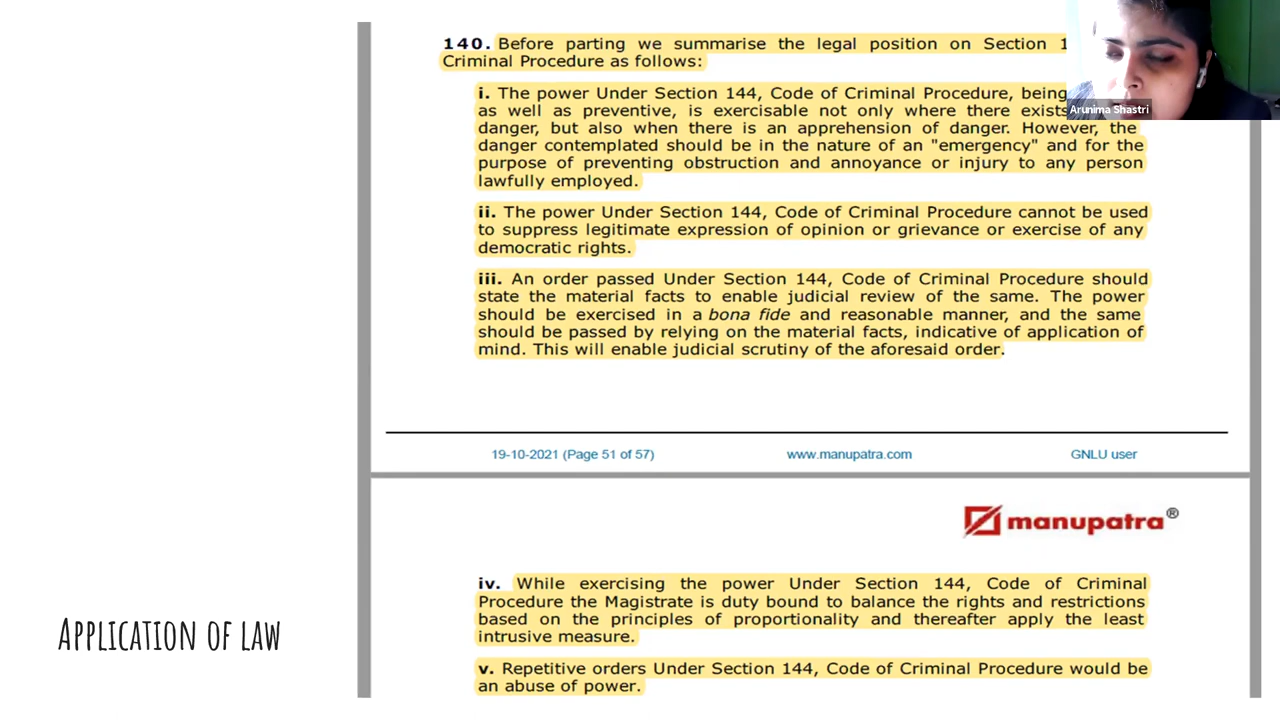 140. Before parting we summarise the legal position on Section
Criminal Procedure as follows:
i. The power Under Section 144, Code of Criminal Procedure, being
as well as preventive, is exercisable not only where there exists
danger, but also when there is an apprehension of danger. However, the
danger contemplated should be in the nature of an "emergency" and for the
purpose of preventing obstruction and annoyance or injury to any person
lawfully employed.
ii. The power Under Section 144, Code of Criminal Procedure cannot be used
to suppress legitimate expression of opinion or grievance or exercise of any
democratic rights.
iii. An order passed Under Section 144, Code of Criminal Procedure should
state the material facts to enable judicial review of the same. The power
should be exercised in a bona fide and reasonable manner, and the same
should be passed by relying on the material facts, indicative of application of
mind. This will enable judicial scrutiny of the aforesaid order.
19-10-2021 (Page 51 of 57) www.manupatra.com GNLU user
manupatra®
iv. While exercising the power Under Section 144, Code of Criminal
Procedure the Magistrate is duty bound to balance the rights and restrictions
based on the principles of proportionality and thereafter apply the least
intrusive measure.
v. Repetitive orders Under Section 144, Code of Criminal Procedure would be
an abuse of power.
Application of law
Arunima Shastri